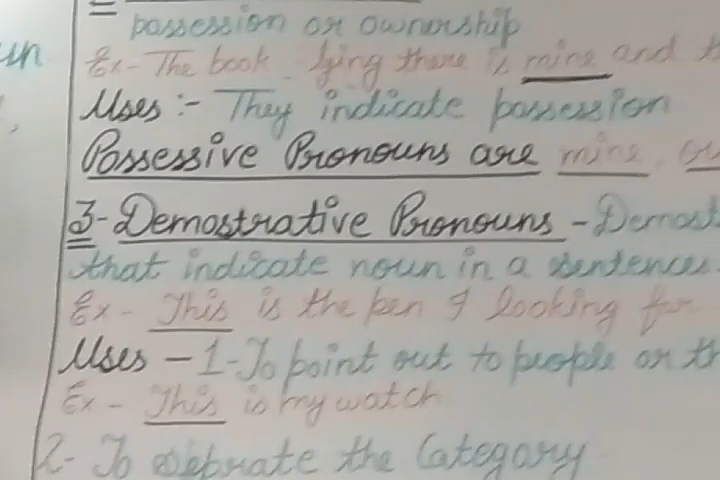 un
possession or ownership
Ex- The book lying there is mine and
Uses :- They indicate possession
Possessive Pronouns are mine,
3- Demostrative Pronouns - Demost
that indicate noun in a sentences.
Ex - This is the pen I looking for
Uses - 1- To point out to people or th
Ex - This is my watch
2- To the Category